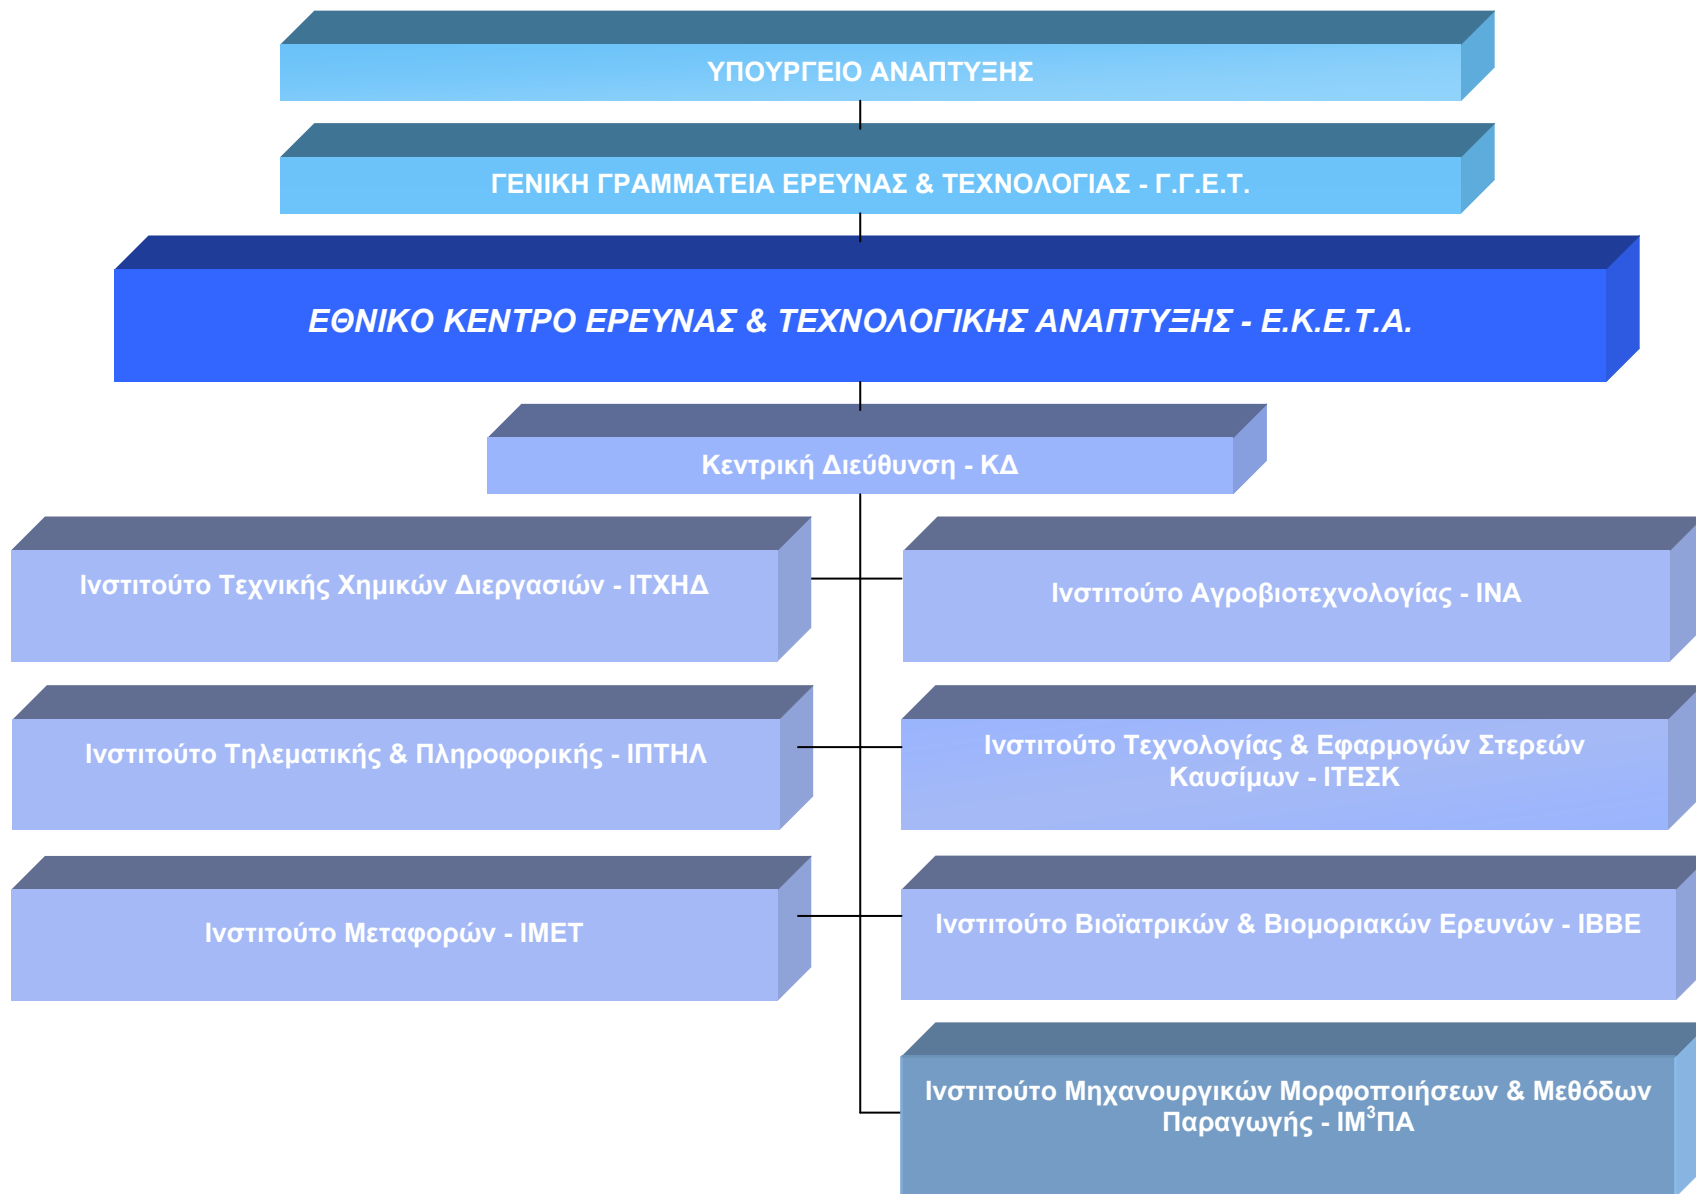 ΥΠΟΥΡΓΕΙΟ ΑΝΑΠΤΥΞΗΣ
ΓΕΝΙΚΗ ΓΡΑΜΜΑΤΕΙΑ ΕΡΕΥΝΑΣ & ΤΕΧΝΟΛΟΓΙΑΣ - Γ.Γ.Ε.Τ.
ΕΘΝΙΚΟ ΚΕΝΤΡΟ ΕΡΕΥΝΑΣ & ΤΕΧΝΟΛΟΓΙΚΗΣ ΑΝΑΠΤΥΞΗΣ - Ε.Κ.Ε.Τ.Α.
Κεντρική Διεύθυνση - ΚΔ
Ινστιτούτο Τεχνικής Χημικών Διεργασιών - ΙΤΧΗΔ
Ινστιτούτο Αγροβιοτεχνολογίας - ΙΝΑ
Ινστιτούτο Τηλεματικής & Πληροφορικής - ΙΠΤΗΛ
Ινστιτούτο Τεχνολογίας & Εφαρμογών Στερεών
Καυσίμων - ΙΤΕΣΚ
Ινστιτούτο Μεταφορών - ΙΜΕΤ
Ινστιτούτο Βιοϊατρικών & Βιομοριακών Ερευνών - ΙΒΒΕ
Ινστιτούτο Μηχανουργικών Μορφοποιήσεων & Μεθόδων
Παραγωγής - ΙΜ³ΠΑ